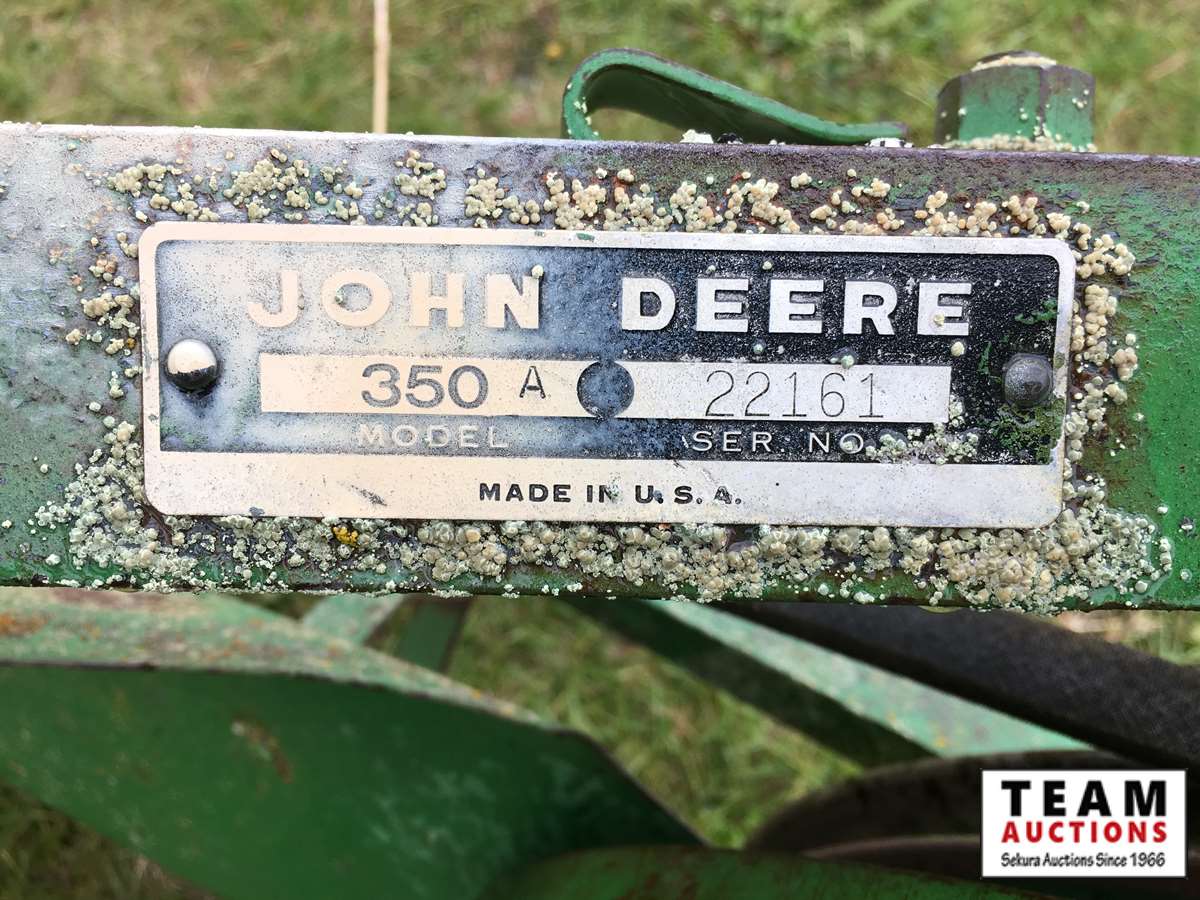 JOHN DEERE
350 A 22161
MODEL SER. NO.
MADE IN U. S. A.
TEAM
AUCTIONS
Sekura Auctions Since 1966